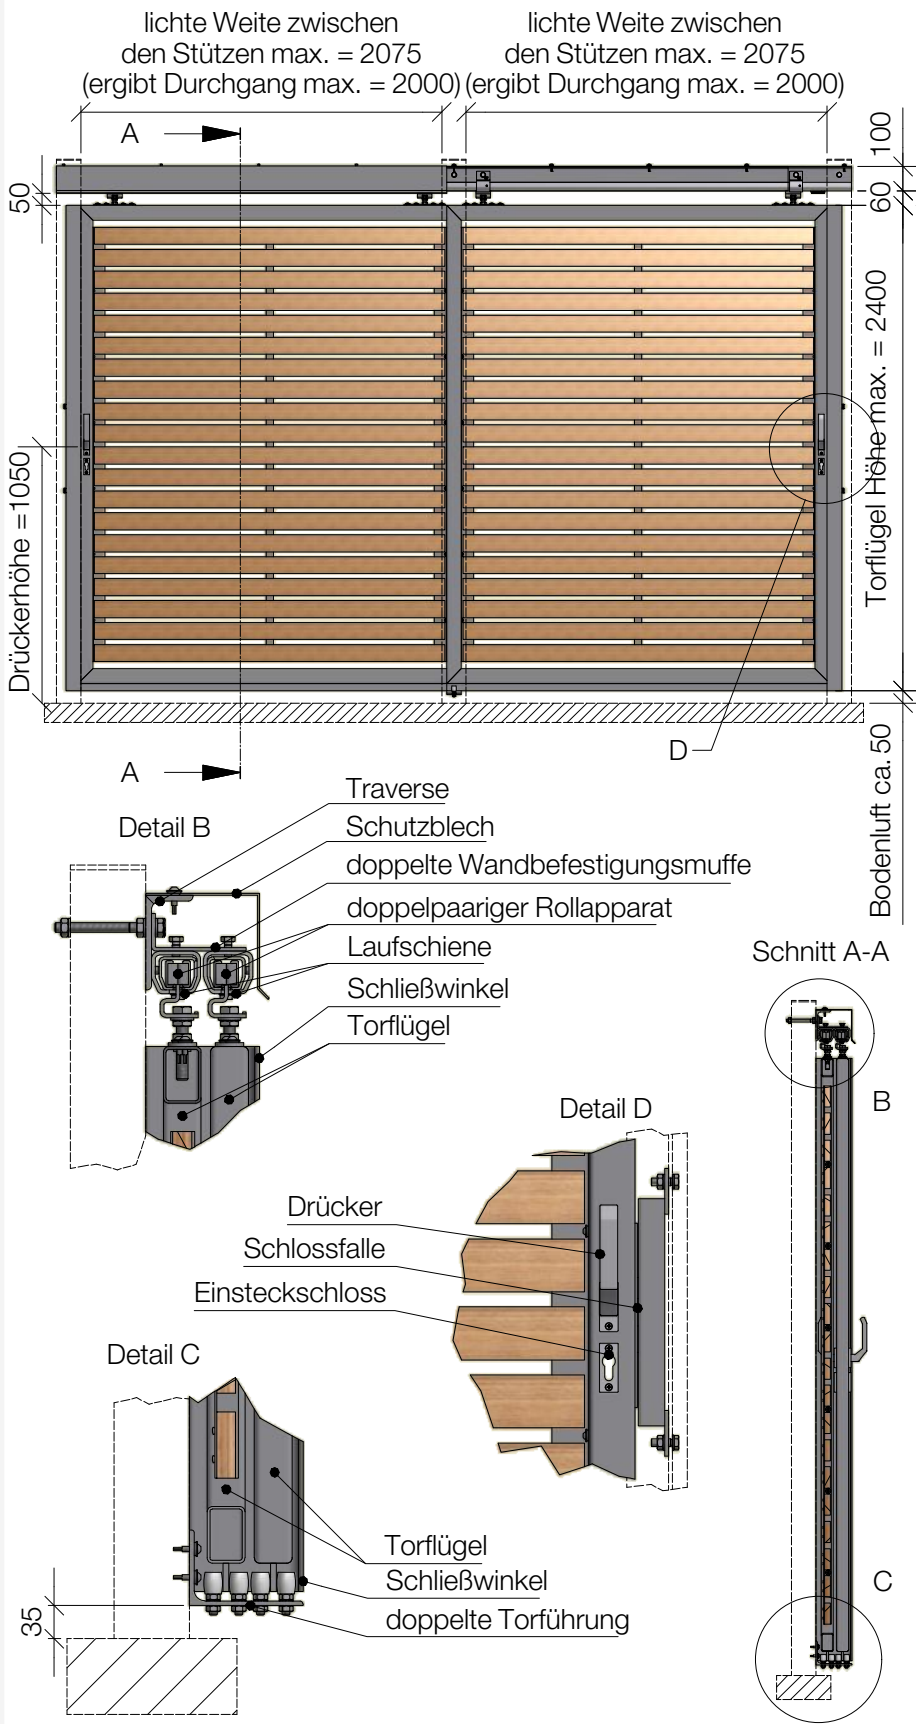 lichte Weite zwischen
den Stützen max. = 2075
(ergibt Durchgang max. = 2000)
lichte Weite zwischen
den Stützen max. = 2075
(ergibt Durchgang max. = 2000)
A
100
50
60
Torflügel Höhe max. = 2400
Drückerhöhe =1050
D
A
Bodenluft ca. 50
Detail B
Traverse
Schutzblech
doppelte Wandbefestigungsmuffe
doppelpaariger Rollapparat
Laufschiene
Schließwinkel
Torflügel
Schnitt A-A
B
Detail D
Drücker
Schlossfalle
Einsteckschloss
Detail C
Torflügel
Schließwinkel
doppelte Torführung
35
C